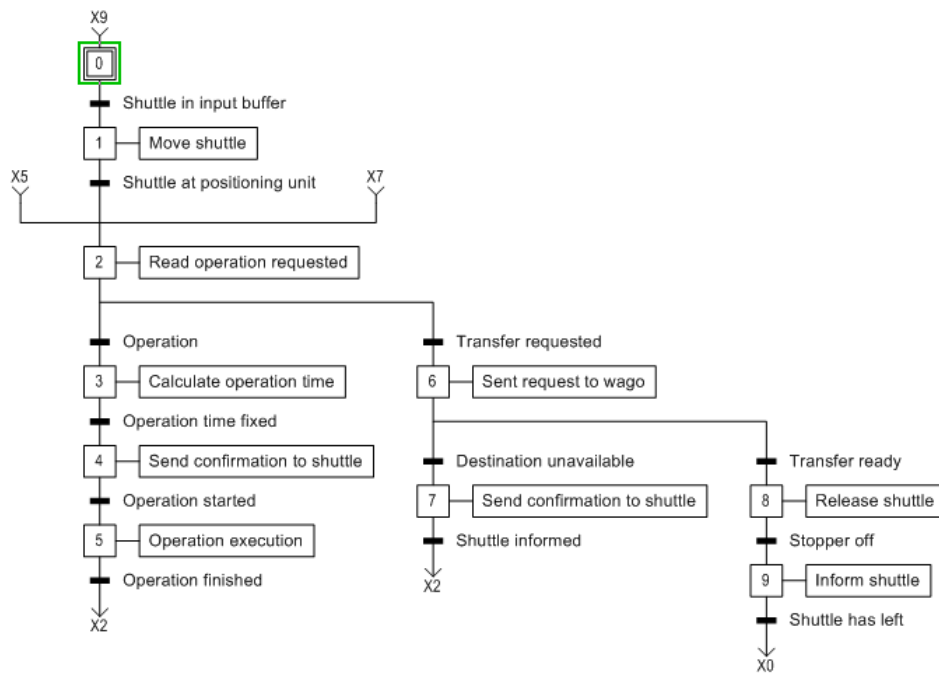 X9
0
Shuttle in input buffer
1
Move shuttle
X5
Shuttle at positioning unit
X7
2
Read operation requested
Operation
Transfer requested
3
Calculate operation time
6
Sent request to wago
Operation time fixed
4
Send confirmation to shuttle
Destination unavailable
Transfer ready
Operation started
7
Send confirmation to shuttle
8
Release shuttle
5
Operation execution
Shuttle informed
Stopper off
Operation finished
X2
X2
9
Inform shuttle
Shuttle has left
X0